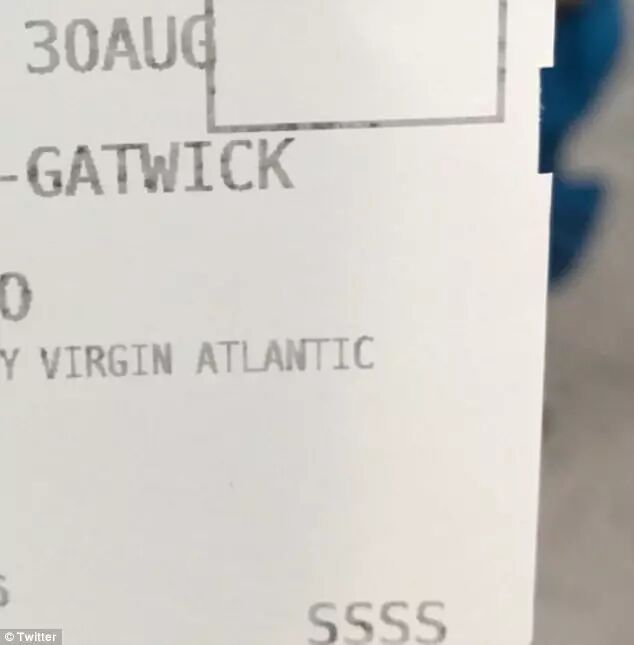 30AUG
-GATWICK
O
Y VIRGIN ATLANTIC
SSSS
© Twitter